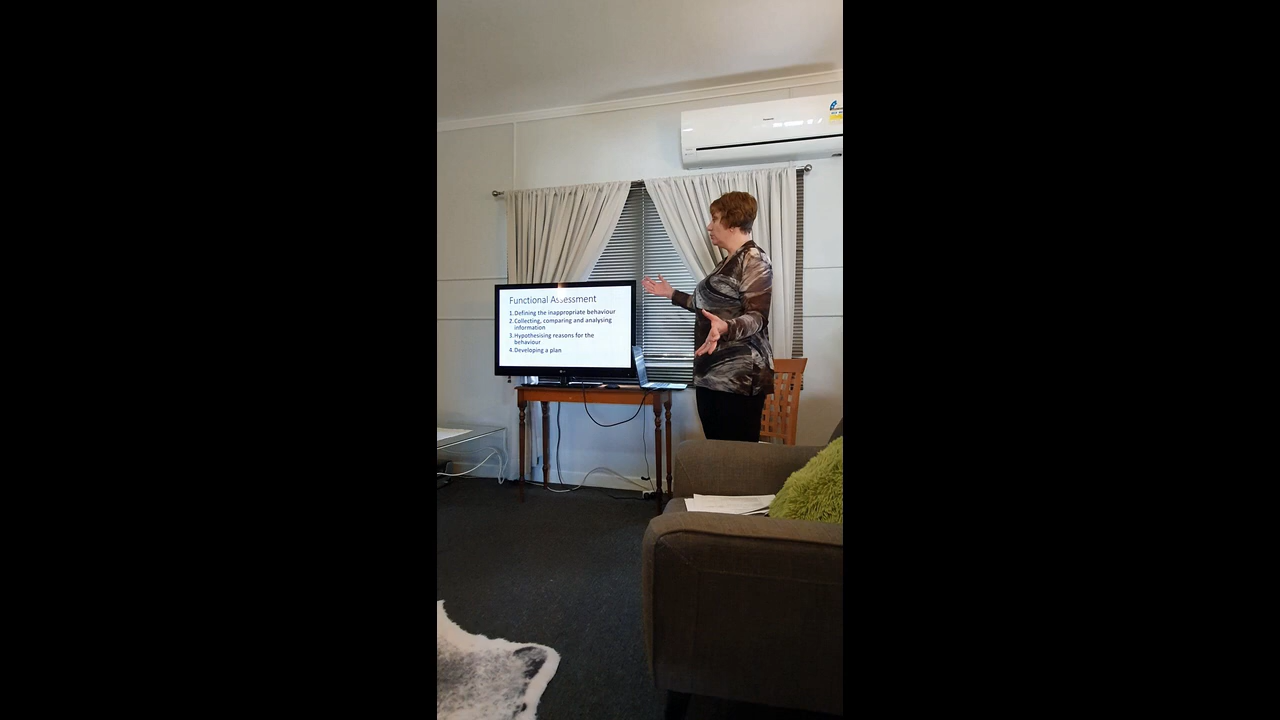 Functional Assessment
1. Defining the inappropriate behaviour
2. Collecting, comparing and analysing
information
3. Hypothesising reasons for the
behaviour
4. Developing a plan